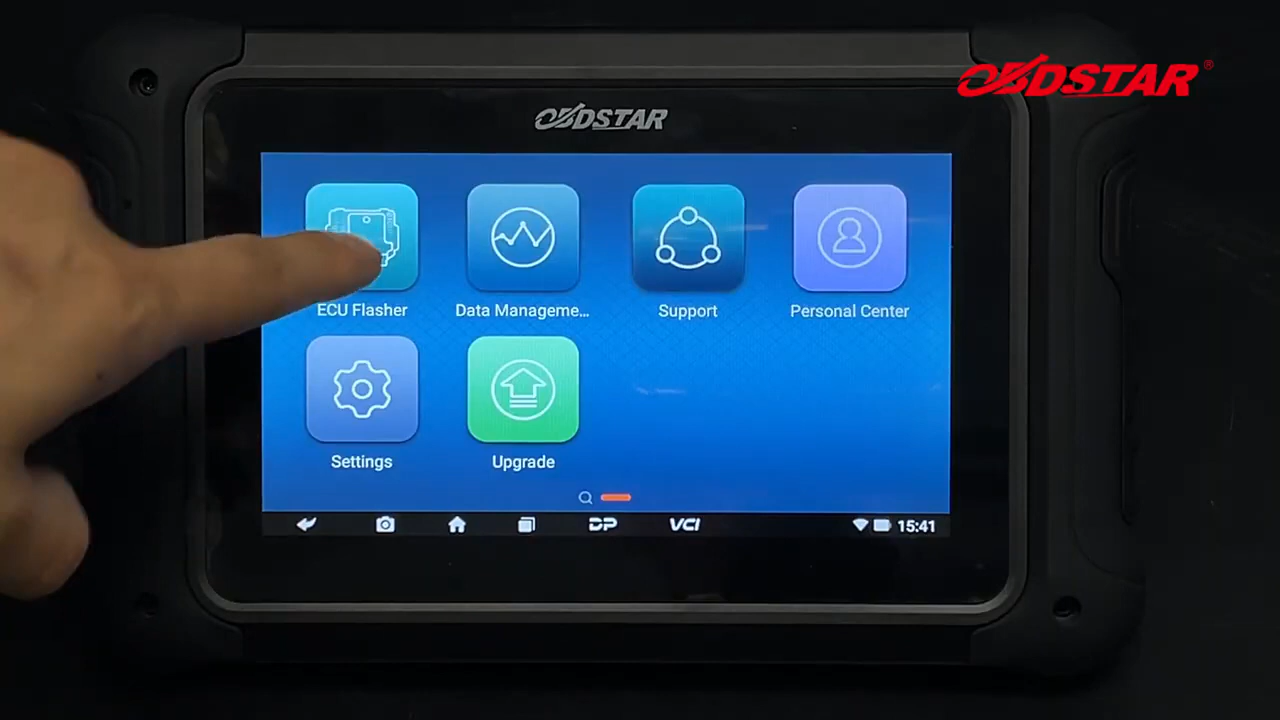 OBDSTAR®
OBDSTAR
ECU Flasher
Data Manageme...
Support
Personal Center
Settings
Upgrade
DP
VCI
15:41